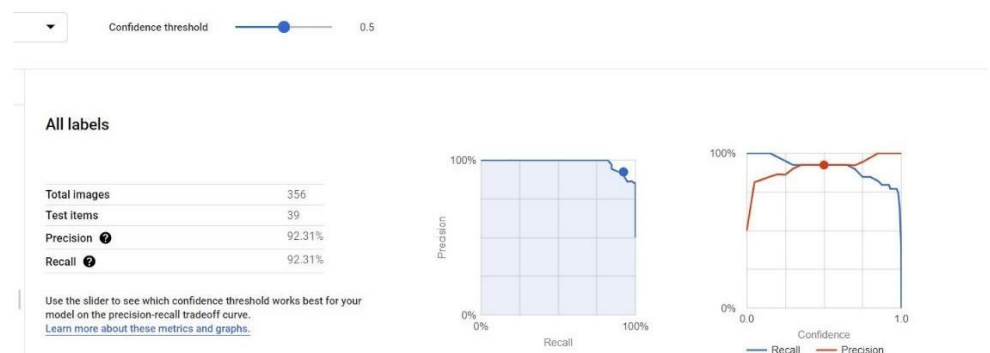 Confidence threshold 0.5
All labels
Total images 356
Test items 39
Precision ? 92.31%
Recall ? 92.31%
Use the slider to see which confidence threshold works best for your
model on the precision-recall tradeoff curve.
Learn more about these metrics and graphs.
100%
Precision
0%
0% 100%
Recall
100%
0%
0.0 1.0
Confidence
Recall Precision